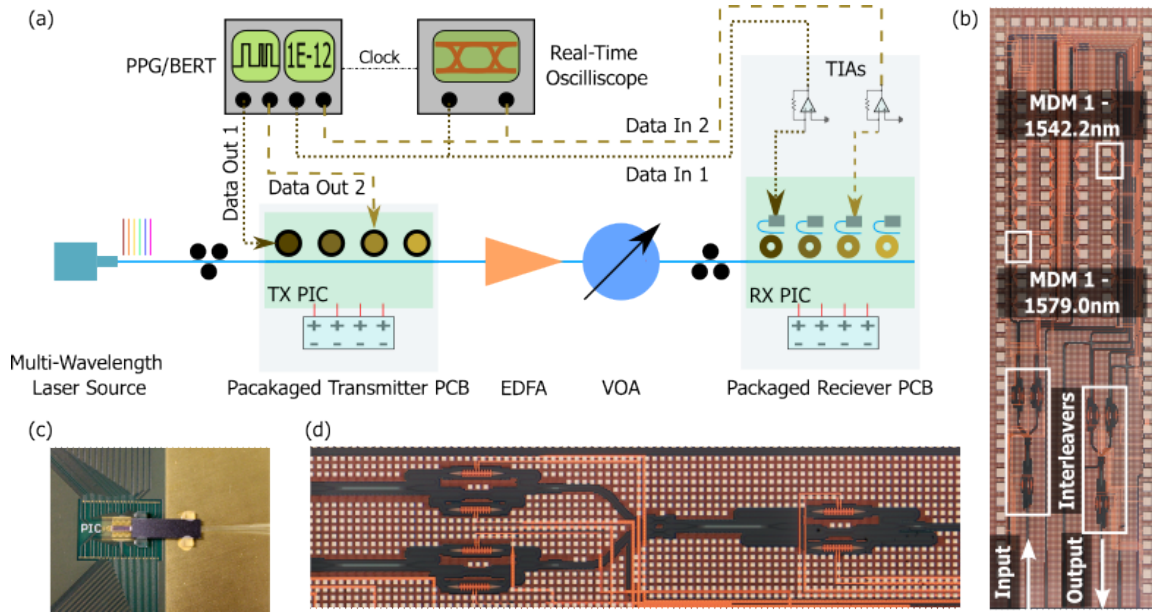 (a)
PPG/BERT
1E-12
Clock
Real-Time
Oscilliscope
TIAs
Data Out 1
Data Out 2
Data In 2
Data In 1
TX PIC
RX PIC
+ + + +
- - - -
+ + + +
- - - -
Multi-Wavelength
Laser Source
Pacakaged Transmitter PCB
EDFA
VOA
Packaged Reciever PCB
(b)
MDM 1 -
1542.2nm
MDM 1 -
1579.0nm
Interleavers
Input
Output
(c)
PIC
(d)